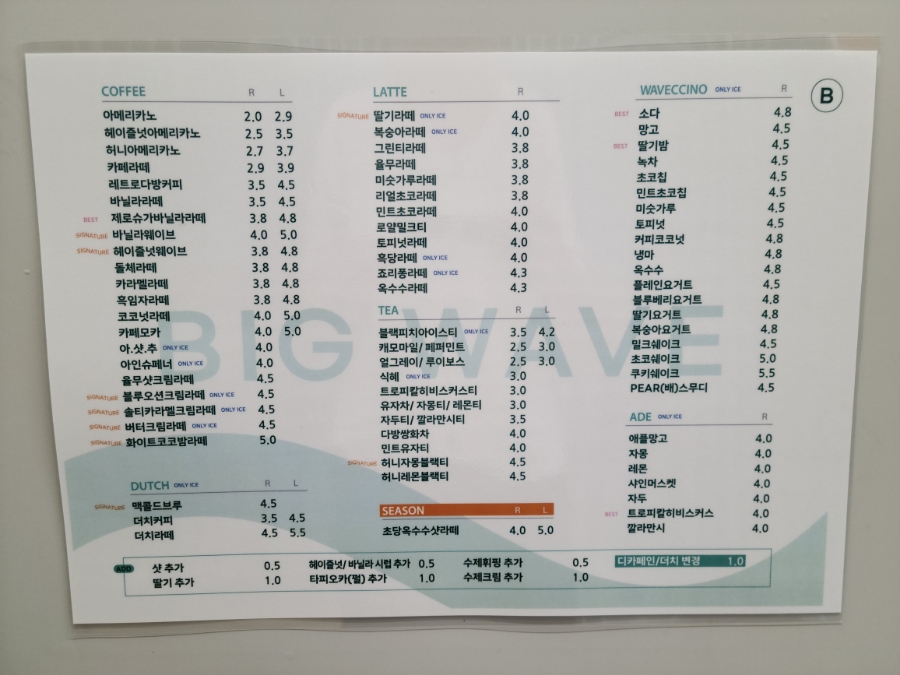 COFFEE R L
아메리카노 2.0 2.9
헤이즐넛아메리카노 2.5 3.5
허니아메리카노 2.7 3.7
카페라떼 2.9 3.9
레트로다방커피 3.5 4.5
바닐라라떼 3.5 4.5
BEST 제로슈가바닐라라떼 3.8 4.8
SIGNATURE 바닐라웨이브 4.0 5.0
SIGNATURE 헤이즐넛웨이브 3.8 4.8
돌체라떼 3.8 4.8
카라멜라떼 3.8 4.8
흑임자라떼 3.8 4.8
코코넛라떼 4.0 5.0
카페모카 4.0 5.0
아.샷.추 ONLY ICE 4.0
아인슈페너 ONLY ICE 4.0
율무샷크림라떼 4.5
SIGNATURE 블루오션크림라떼 ONLY ICE 4.5
SIGNATURE 솔티카라멜크림라떼 ONLY ICE 4.5
SIGNATURE 버터크림라떼 ONLY ICE 4.5
SIGNATURE 화이트코코밤라떼 5.0
DUTCH ONLY ICE R L
SIGNATURE 맥콜드브루 4.5
더치커피 3.5 4.5
더치라떼 4.5 5.5
LATTE R
SIGNATURE 딸기라떼 ONLY ICE 4.0
복숭아라떼 ONLY ICE 4.0
그린티라떼 3.8
율무라떼 3.8
미숫가루라떼 3.8
리얼초코라떼 3.8
민트초코라떼 4.0
로얄밀크티 4.0
토피넛라떼 4.0
흑당라떼 ONLY ICE 4.0
죠리퐁라떼 ONLY ICE 4.3
옥수수라떼 4.3
TEA R L
블랙피치아이스티 ONLY ICE 3.5 4.2
캐모마일/ 페퍼민트 2.5 3.0
얼그레이/ 루이보스 2.5 3.0
식혜 ONLY ICE 3.0
트로피칼히비스커스티 3.0
유자차/ 자몽티/ 레몬티 3.0
자두티/ 깔라만시티 3.5
다방쌍화차 4.0
민트유자티 4.0
SIGNATURE 허니자몽블랙티 4.5
허니레몬블랙티 4.5
SEASON R L
초당옥수수샷라떼 4.0 5.0
WAVECCINO ONLY ICE R
B
BEST 소다 4.8
망고 4.5
BEST 딸기밤 4.5
녹차 4.5
초코칩 4.5
민트초코칩 4.5
미숫가루 4.5
토피넛 4.5
커피코코넛 4.8
냉마 4.8
옥수수 4.8
플레인요거트 4.5
블루베리요거트 4.8
딸기요거트 4.8
복숭아요거트 4.8
밀크쉐이크 4.5
초코쉐이크 5.0
쿠키쉐이크 5.5
PEAR(배)스무디 4.5
ADE ONLY ICE R
애플망고 4.0
자몽 4.0
레몬 4.0
샤인머스켓 4.0
자두 4.0
BEST 트로피칼히비스커스 4.0
깔라만시 4.0
BIG WAVE
ADD 샷 추가 0.5 헤이즐넛/ 바닐라 시럽 추가 0.5 수제휘핑 추가 0.5 디카페인/더치 변경 1.0
딸기 추가 1.0 타피오카(펄) 추가 1.0 수제크림 추가 1.0